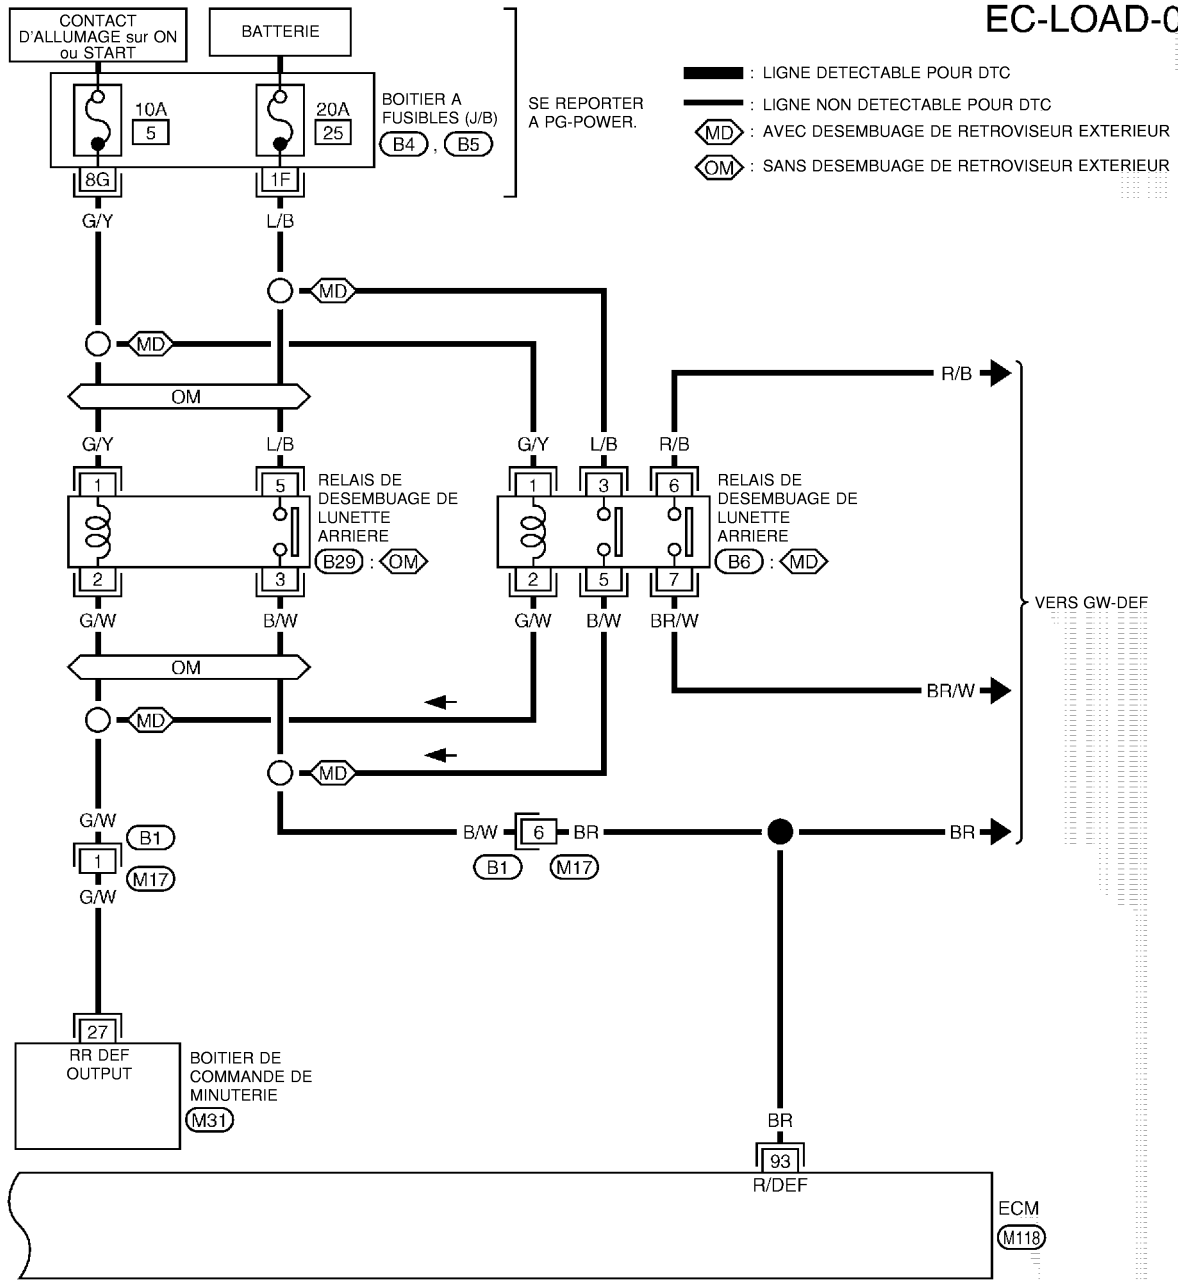 EC-LOAD-0
CONTACT
D'ALLUMAGE sur ON
ou START
BATTERIE
10A
5
20A
25
BOITIER A
FUSIBLES (J/B)
B4 , B5
SE REPORTER
A PG-POWER.
: LIGNE DETECTABLE POUR DTC
: LIGNE NON DETECTABLE POUR DTC
MD : AVEC DESEMBUAGE DE RETROVISEUR EXTERIEUR
OM : SANS DESEMBUAGE DE RETROVISEUR EXTERIEUR
8G
1F
G/Y
L/B
MD
MD
OM
R/B
G/Y
L/B
G/Y
L/B
R/B
1
5
RELAIS DE
DESEMBUAGE DE
LUNETTE
ARRIERE
B29 : OM
1
3
6
RELAIS DE
DESEMBUAGE DE
LUNETTE
ARRIERE
B6 : MD
2
3
2
5
7
G/W
B/W
G/W
B/W
BR/W
VERS GW-DEF
OM
BR/W
MD
MD
G/W
B1
1
M17
G/W
B/W
6
BR
B1
M17
BR
27
RR DEF
OUTPUT
BOITIER DE
COMMANDE DE
MINUTERIE
M31
BR
93
R/DEF
ECM
M118